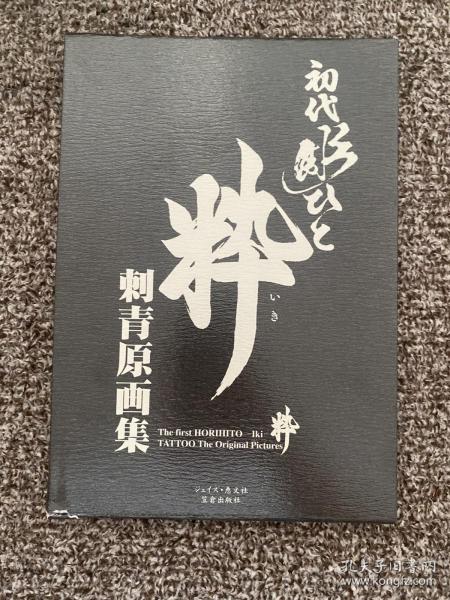 初代彫ひと
粋
いき
刺青原画集
The first HORIHITO—Iki
TATTOO The Original Pictures
粋
ジェイズ・恵文社
笠倉出版社
孔夫子旧书网
www.kongfz.com